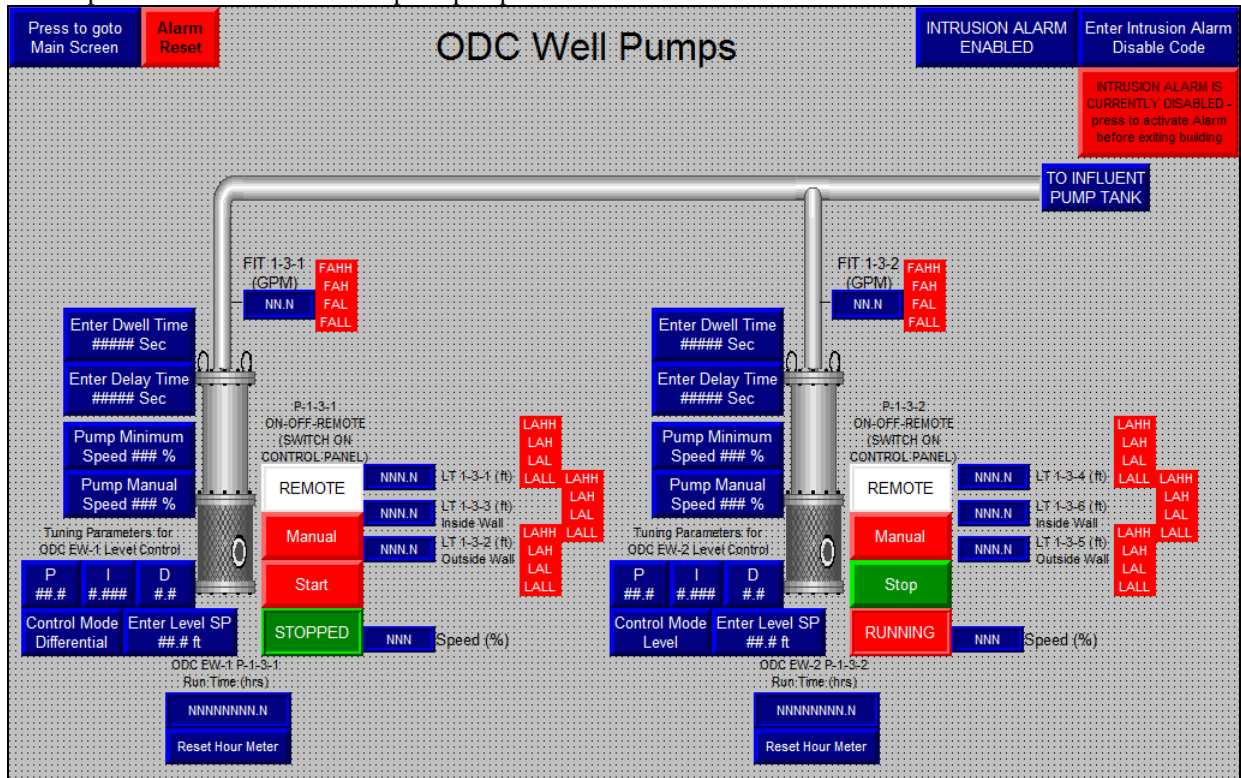 Press to goto
Main Screen
Alarm
Reset
ODC Well Pumps
INTRUSION ALARM
ENABLED
Enter Intrusion Alarm
Disable Code
INTRUSION ALARM IS
CURRENTLY DISABLED -
press to activate Alarm
before exiting building
TO INFLUENT
PUMP TANK
FIT 1-3-1
(GPM)
NN.N
FAHH
FAH
FAL
FALL
Enter Dwell Time
##### Sec
Enter Delay Time
##### Sec
Pump Minimum
Speed ### %
Pump Manual
Speed ### %
Tuning Parameters for
ODC EW-1 Level Control
P
##.#
I
#.###
D
#.#
Control Mode
Differential
Enter Level SP
##.# ft
P-1-3-1
ON-OFF-REMOTE
(SWITCH ON
CONTROL PANEL)
REMOTE
Manual
Start
STOPPED
NNN.N
LT 1-3-1 (ft)
NNN.N
LT 1-3-3 (ft)
Inside Wall
NNN.N
LT 1-3-2 (ft)
Outside Wall
LAHH
LAH
LAL
LALL
LAHH
LAH
LAL
LALL
LAHH
LAH
LAL
LALL
NNN
Speed (%)
ODC EW-1 P-1-3-1
Run Time (hrs)
NNNNNNNN.N
Reset Hour Meter
FIT 1-3-2
(GPM)
NN.N
FAHH
FAH
FAL
FALL
Enter Dwell Time
##### Sec
Enter Delay Time
##### Sec
Pump Minimum
Speed ### %
Pump Manual
Speed ### %
Tuning Parameters for
ODC EW-2 Level Control
P
##.#
I
#.###
D
#.#
Control Mode
Level
Enter Level SP
##.# ft
P-1-3-2
ON-OFF-REMOTE
(SWITCH ON
CONTROL PANEL)
REMOTE
Manual
Stop
RUNNING
NNN.N
LT 1-3-4 (ft)
NNN.N
LT 1-3-6 (ft)
Inside Wall
NNN.N
LT 1-3-5 (ft)
Outside Wall
LAHH
LAH
LAL
LALL
LAHH
LAH
LAL
LALL
LAHH
LAH
LAL
LALL
NNN
Speed (%)
ODC EW-2 P-1-3-2
Run Time (hrs)
NNNNNNNN.N
Reset Hour Meter